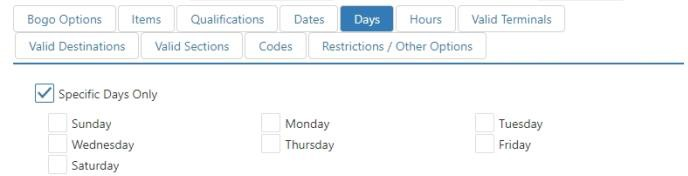 Bogo Options Items Qualifications Dates Days Hours Valid Terminals
Valid Destinations Valid Sections Codes Restrictions / Other Options
Specific Days Only
Sunday Monday Tuesday
Wednesday Thursday Friday
Saturday